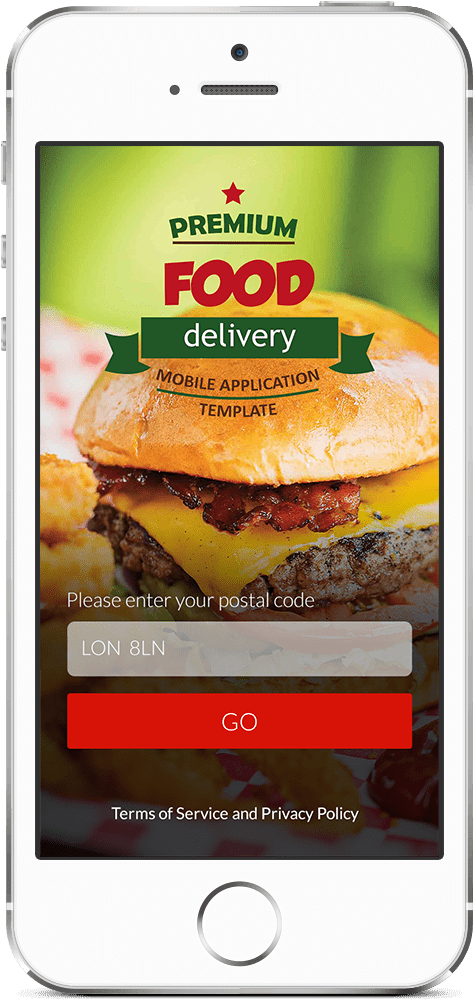 PREMIUM
FOOD
delivery
MOBILE APPLICATION
TEMPLATE
Please enter your postal code
LON 8LN
GO
Terms of Service and Privacy Policy